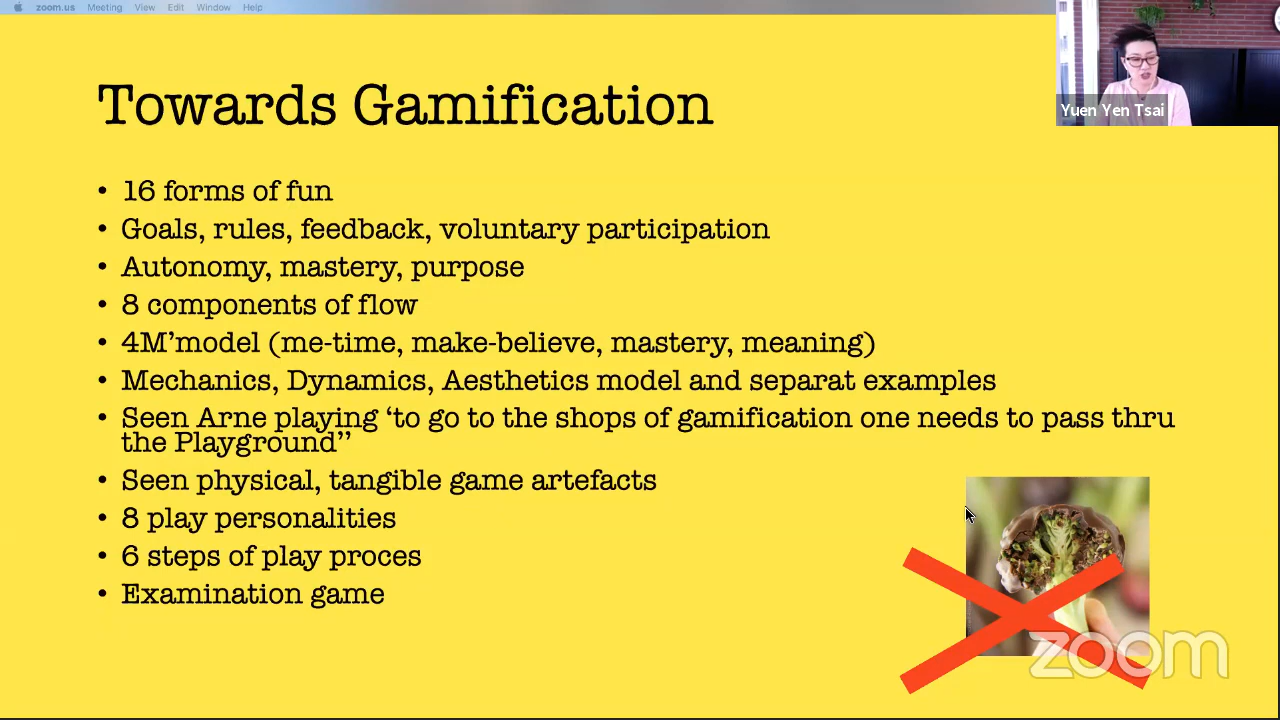 zoom.us Meeting View Edit Window Help
Yuen Yen Tsai
Towards Gamification
• 16 forms of fun
• Goals, rules, feedback, voluntary participation
• Autonomy, mastery, purpose
• 8 components of flow
• 4M’model (me-time, make-believe, mastery, meaning)
• Mechanics, Dynamics, Aesthetics model and separat examples
• Seen Arne playing ‘to go to the shops of gamification one needs to pass thru
the Playground”
• Seen physical, tangible game artefacts
• 8 play personalities
• 6 steps of play proces
• Examination game
zoom